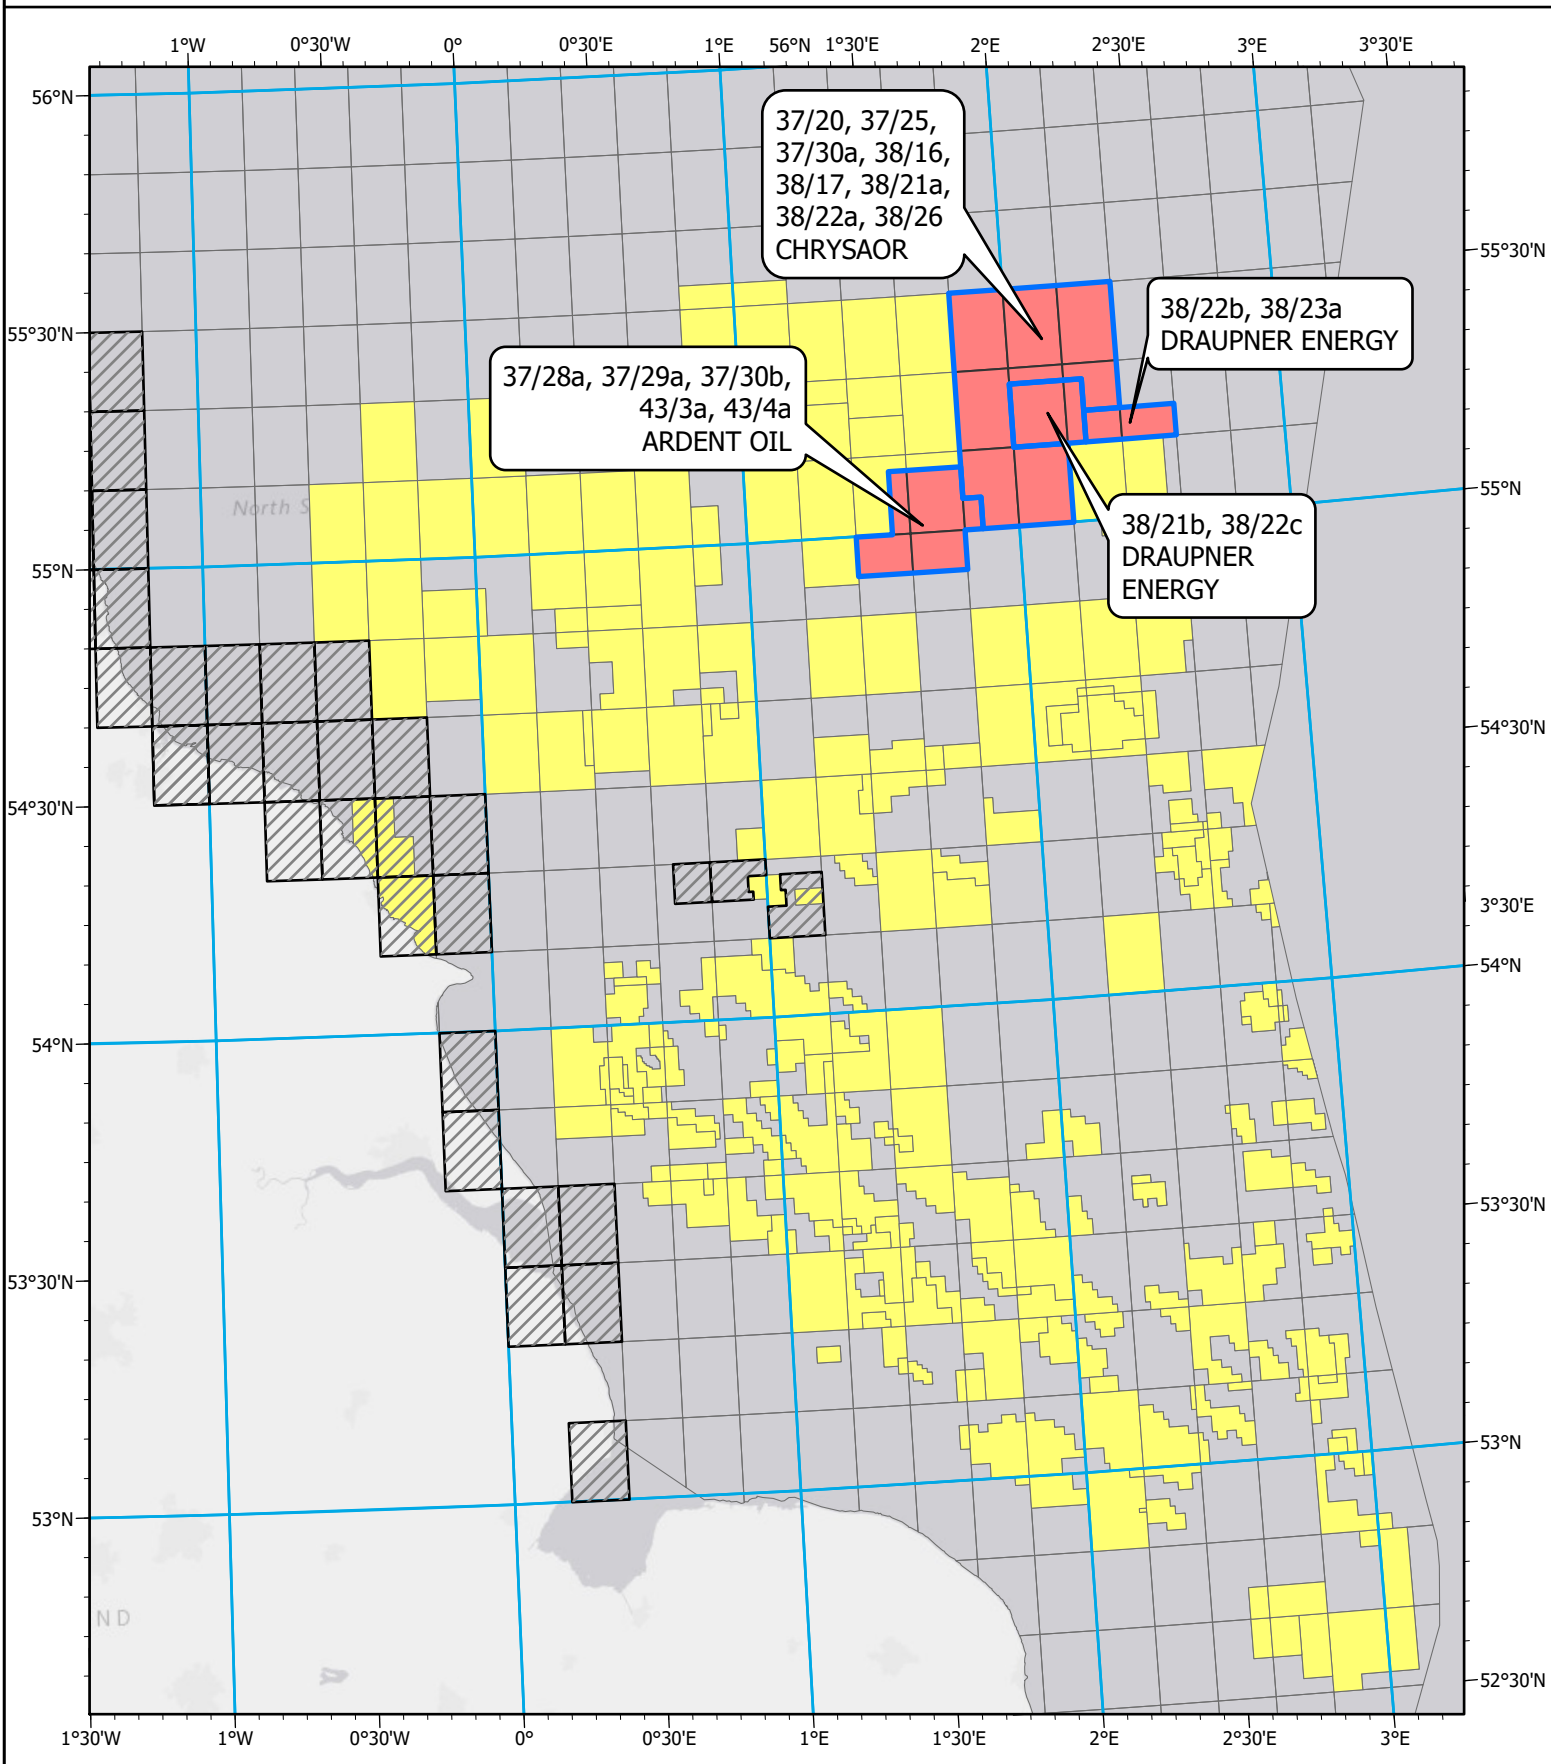 1°W 0°30'W 0° 0°30'E 1°E 56°N 1°30'E 2°E 2°30'E 3°E 3°30'E
56°N
37/20, 37/25,
37/30a, 38/16,
38/17, 38/21a,
38/22a, 38/26
CHRYSAOR
55°30'N
38/22b, 38/23a
DRAUPNER ENERGY
55°30'N
37/28a, 37/29a, 37/30b,
43/3a, 43/4a
ARDENT OIL
55°N
North S
38/21b, 38/22c
DRAUPNER
ENERGY
55°N
54°30'N
54°30'N
3°30'E
54°N
54°N
53°30'N
53°30'N
53°N
53°N
ND
52°30'N
1°30'W 1°W 0°30'W 0° 0°30'E 1°E 1°30'E 2°E 2°30'E 3°E